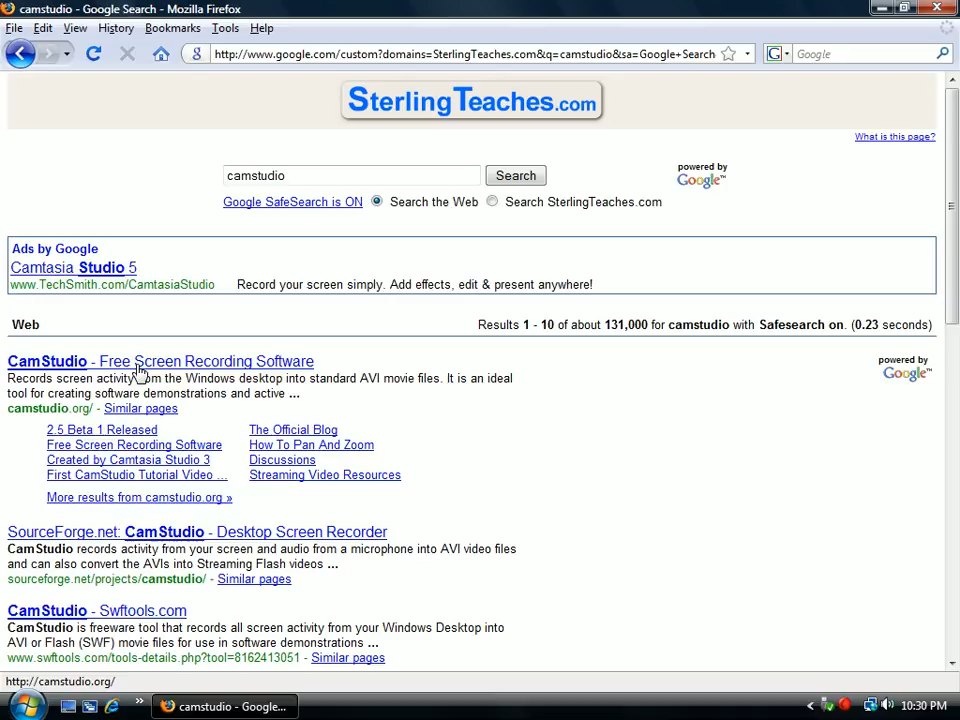 camstudio - Google Search - Mozilla Firefox
File Edit View History Bookmarks Tools Help
http://www.google.com/custom?domains=SterlingTeaches.com&q=camstudio&sa=Google+Search
Google
SterlingTeaches.com
What is this page?
camstudio
Search
powered by
Google™
Google SafeSearch is ON
Search the Web
Search SterlingTeaches.com
Ads by Google
Camtasia Studio 5
www.TechSmith.com/CamtasiaStudio Record your screen simply. Add effects, edit & present anywhere!
Web Results 1 - 10 of about 131,000 for camstudio with Safesearch on. (0.23 seconds)
CamStudio - Free Screen Recording Software
Records screen activity from the Windows desktop into standard AVI movie files. It is an ideal
tool for creating software demonstrations and active ...
camstudio.org/ - Similar pages
powered by
Google™
2.5 Beta 1 Released The Official Blog
Free Screen Recording Software How To Pan And Zoom
Created by Camtasia Studio 3 Discussions
First CamStudio Tutorial Video ... Streaming Video Resources
More results from camstudio.org »
SourceForge.net: CamStudio - Desktop Screen Recorder
CamStudio records activity from your screen and audio from a microphone into AVI video files
and can also convert the AVIs into Streaming Flash videos ...
sourceforge.net/projects/camstudio/ - Similar pages
CamStudio - Swftools.com
CamStudio is freeware tool that records all screen activity from your Windows Desktop into
AVI or Flash (SWF) movie files for use in software demonstrations ...
www.swftools.com/tools-details.php?tool=8162413051 - Similar pages
http://camstudio.org/
camstudio - Google...
10:30 PM